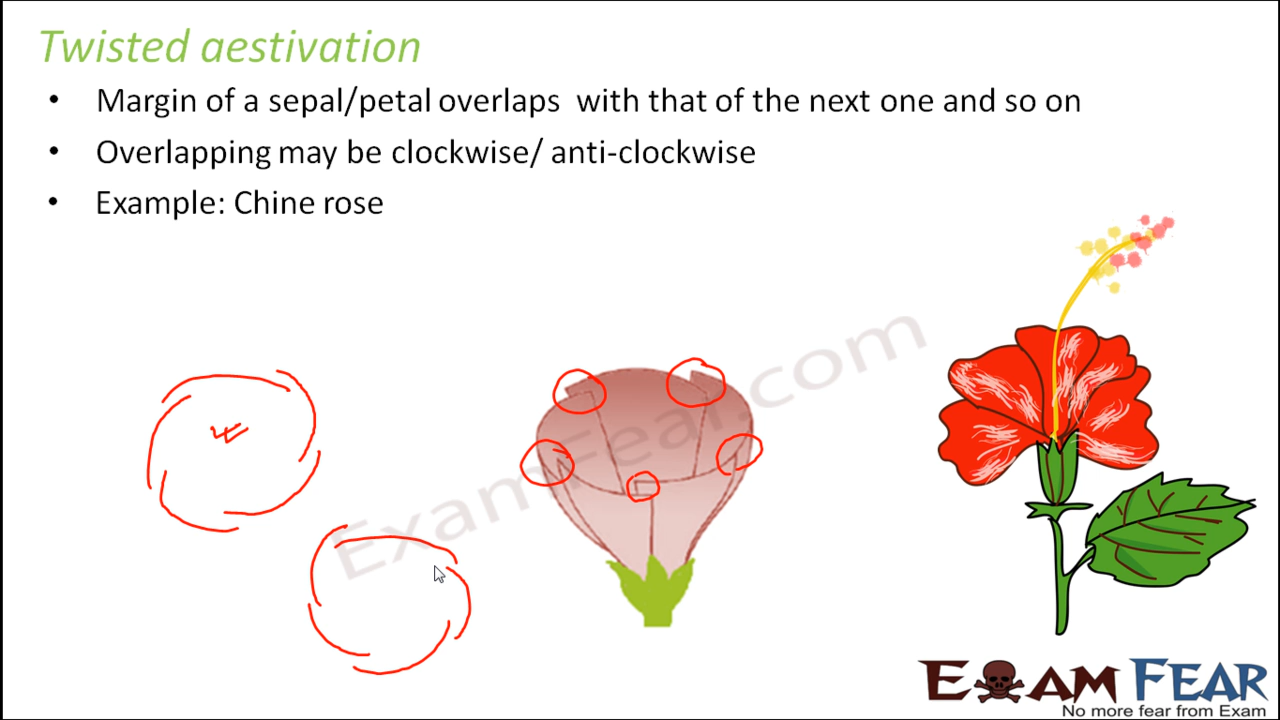 Twisted aestivation
• Margin of a sepal/petal overlaps with that of the next one and so on
• Overlapping may be clockwise/ anti-clockwise
• Example: Chine rose
ExamFear.com
EXAM FEAR
No more fear from Exam